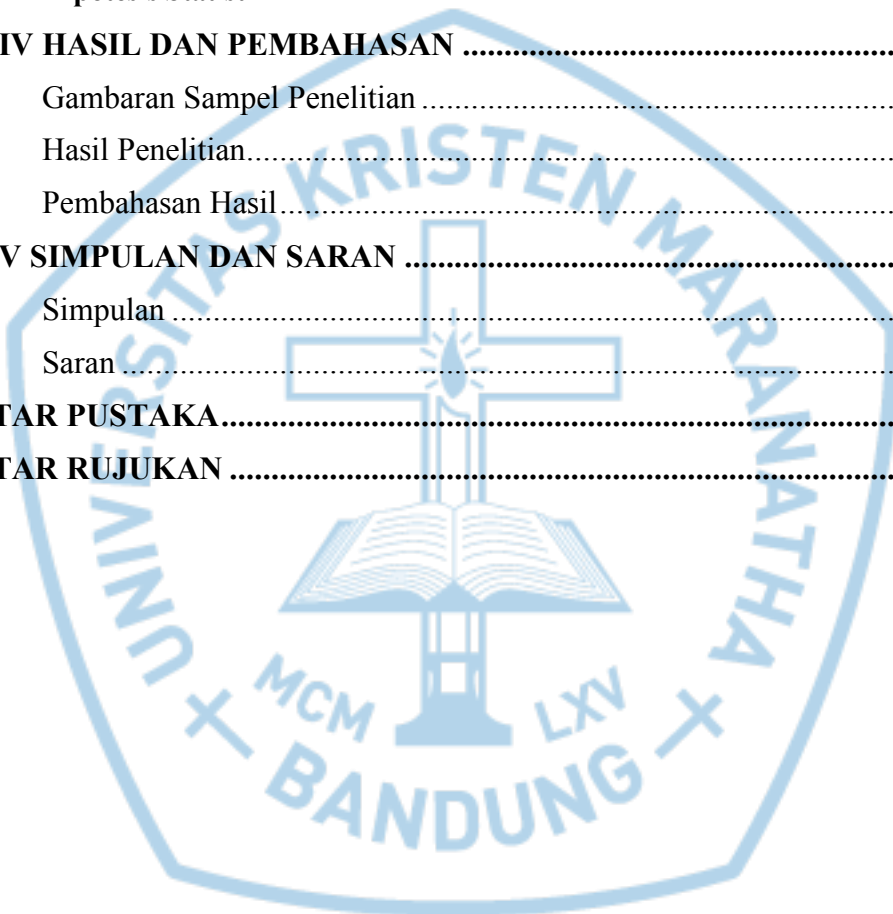 IV HASIL DAN PEMBAHASAN ....................................................
Gambaran Sampel Penelitian ..........................................................
Hasil Penelitian................................................................................
Pembahasan Hasil............................................................................
V SIMPULAN DAN SARAN ...........................................................
Simpulan .........................................................................................
Saran ................................................................................................
TAR PUSTAKA.................................................................................
TAR RUJUKAN ................................................................................
UNIVERSITAS KRISTEN MARANATHA
MCM LXV
BANDUNG